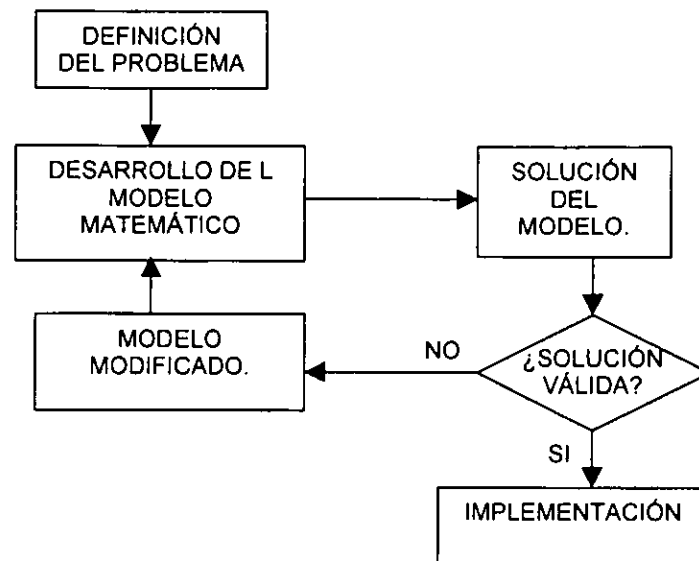 DEFINICIÓN
DEL PROBLEMA
DESARROLLO DE L
MODELO
MATEMÁTICO
SOLUCIÓN
DEL
MODELO.
MODELO
MODIFICADO.
NO
¿SOLUCIÓN
VÁLIDA?
SI
IMPLEMENTACIÓN